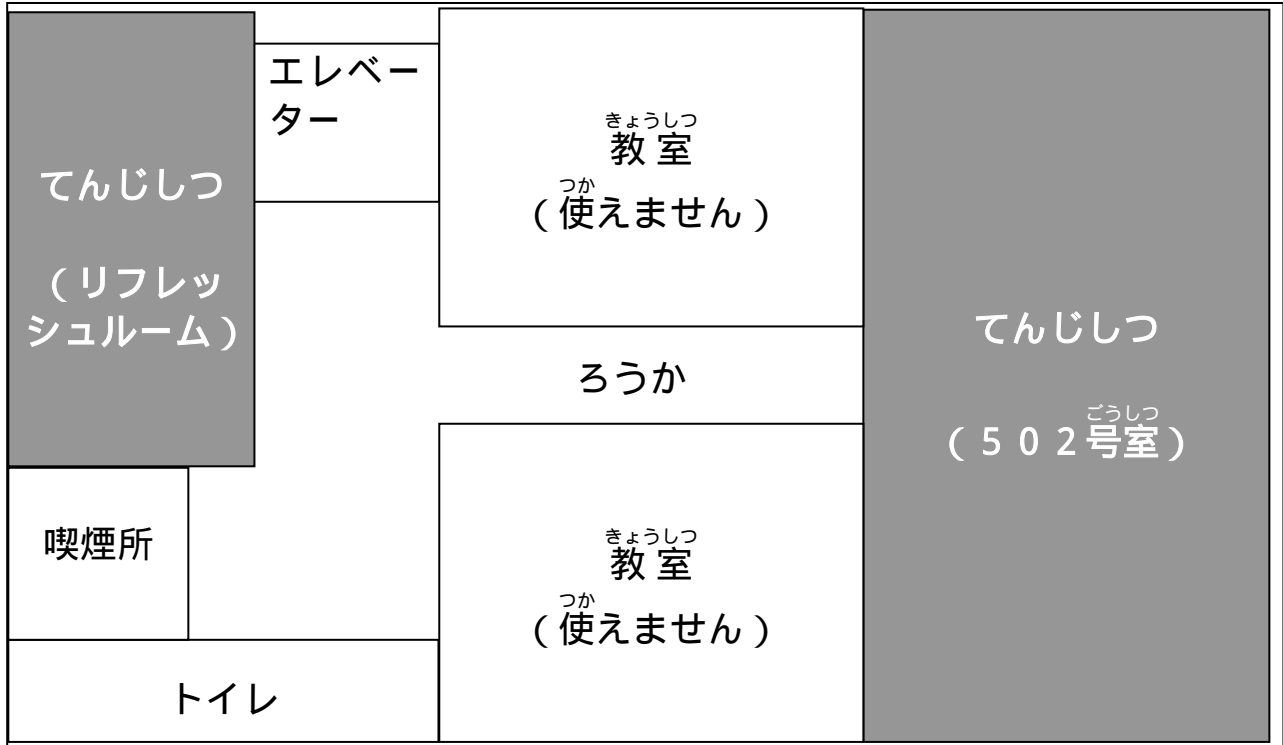 てんじしつ
（リフレッ
シュルーム）
エレベー
ター
きょうしつ
教室
つか
（使えません）
てんじしつ
ごうしつ
（５０２号室）
ろうか
喫煙所
きょうしつ
教室
つか
（使えません）
トイレ